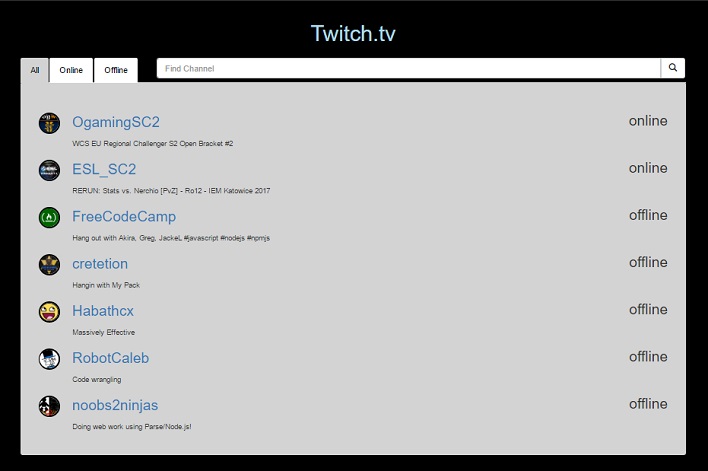 Twitch.tv
All Online Offline Find Channel
OgamingSC2 online
WCS EU Regional Challenger S2 Open Bracket #2
ESL_SC2 online
RERUN: Stats vs. Nerchio [PvZ] - Ro12 - IEM Katowice 2017
FreeCodeCamp offline
Hang out with Akira, Greg, JackeL #javascript #nodejs #npmjs
cretetion offline
Hangin with My Pack
Habathcx offline
Massively Effective
RobotCaleb offline
Code wrangling
noobs2ninjas offline
Doing web work using Parse/Node.js!